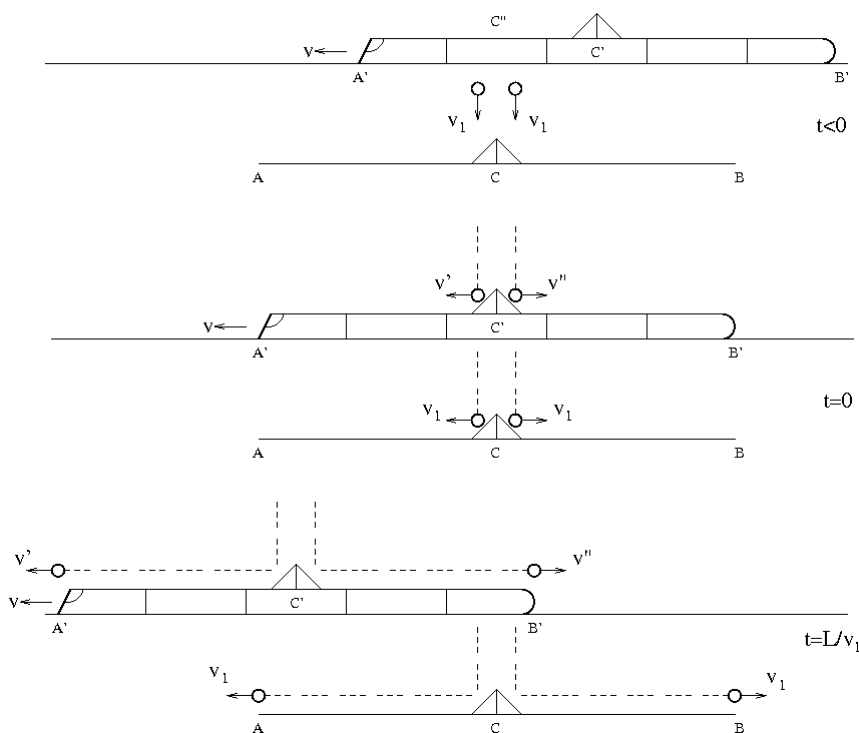 C"
v
C'
A'
B'
v1 v1
t<0
A C B
v' v"
v
C'
A'
B'
v1 v1
t=0
A C B
v' v"
v
C'
A' B'
t=L/v1
v1 v1
A C B